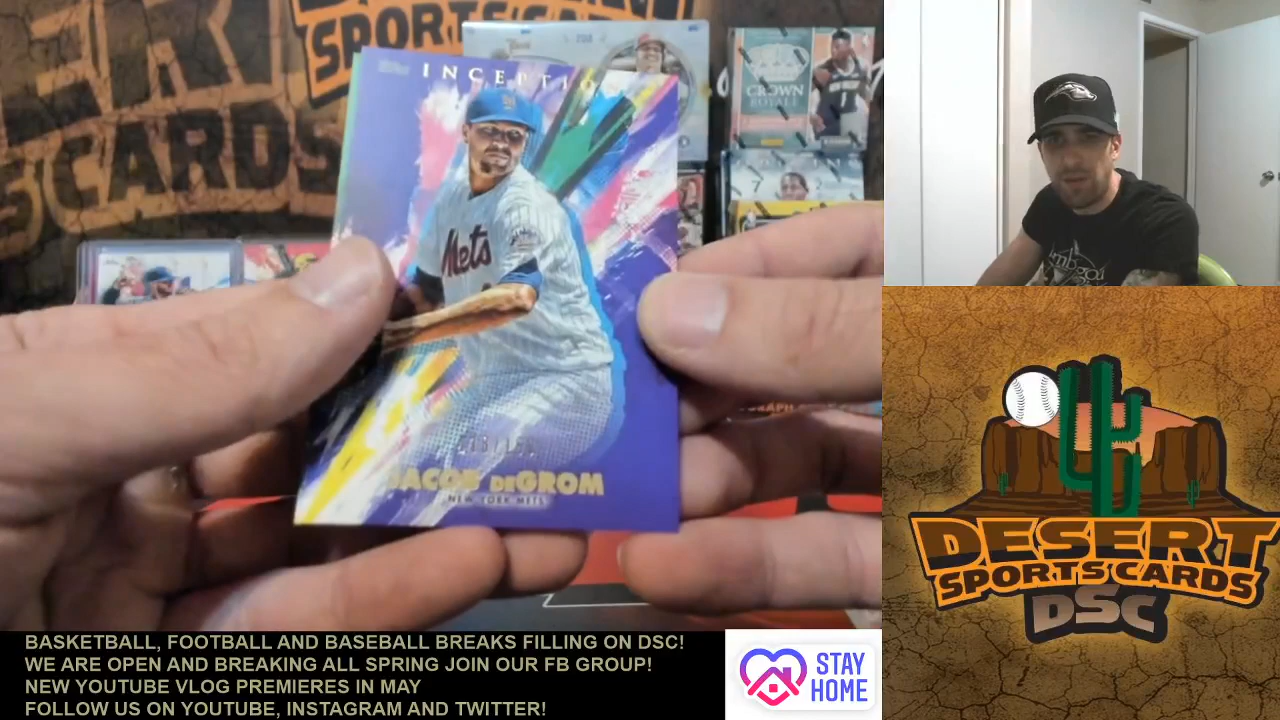 SPORTS CARDS
CARDS
INCEPTIO
CROWN
ROYALE
Mets
JACOB DEGROM
NEW YORK METS
DESERT
SPORTS CARDS
DSC
BASKETBALL, FOOTBALL AND BASEBALL BREAKS FILLING ON DSC!
WE ARE OPEN AND BREAKING ALL SPRING JOIN OUR FB GROUP!
NEW YOUTUBE VLOG PREMIERES IN MAY
FOLLOW US ON YOUTUBE, INSTAGRAM AND TWITTER!
STAY
HOME